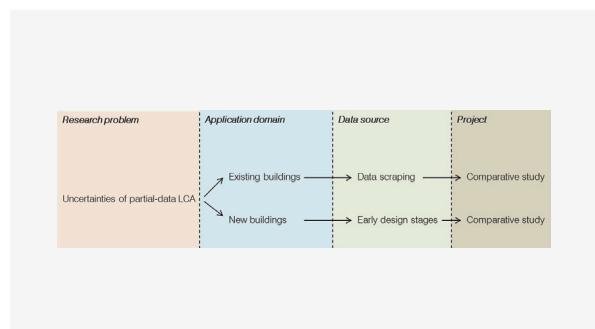 Research problem
Application domain
Data source
Project
Uncertainties of partial-data LCA
Existing buildings
Data scraping
Comparative study
New buildings
Early design stages
Comparative study